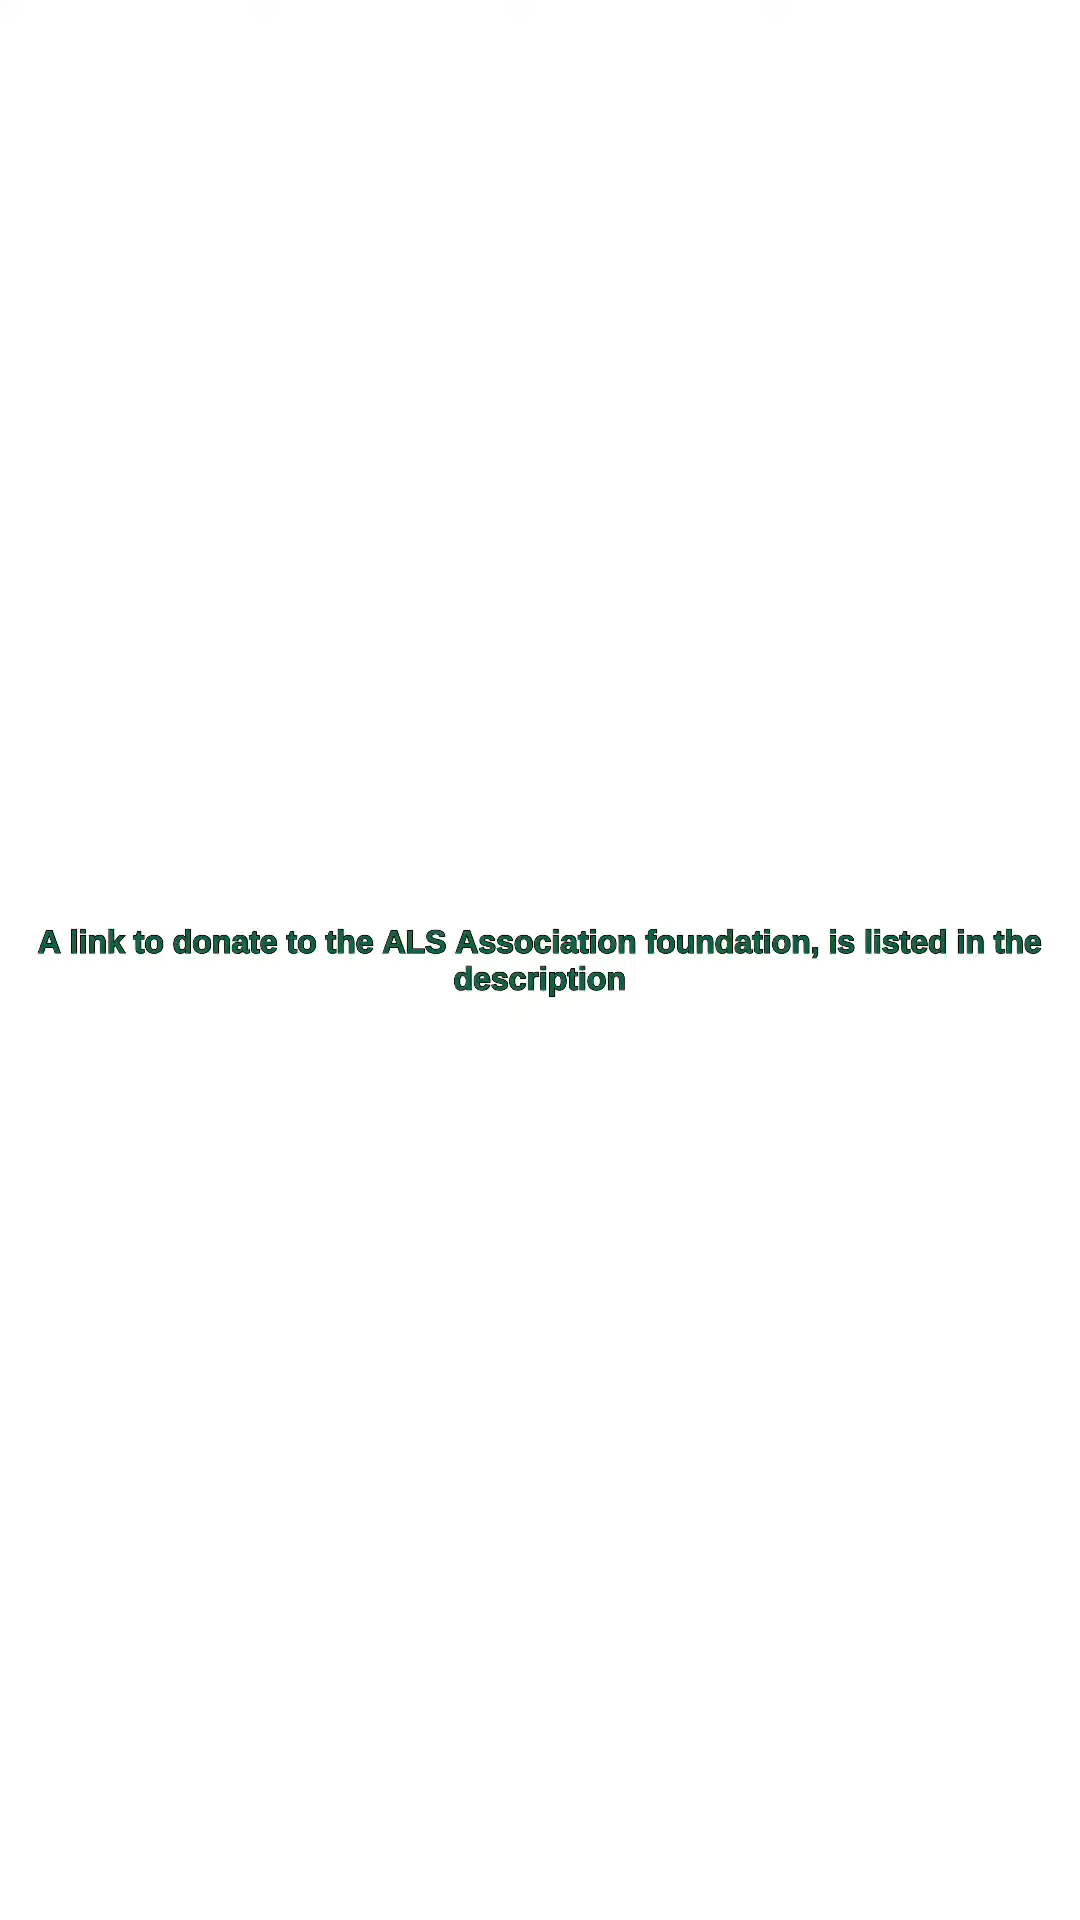 A link to donate to the ALS Association foundation, is listed in the
description